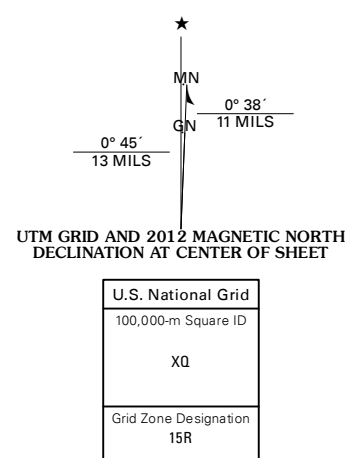 ★
MN
0° 38´
11 MILS
GN
0° 45´
13 MILS
UTM GRID AND 2012 MAGNETIC NORTH
DECLINATION AT CENTER OF SHEET
U.S. National Grid
100,000-m Square ID
XQ
Grid Zone Designation
15R